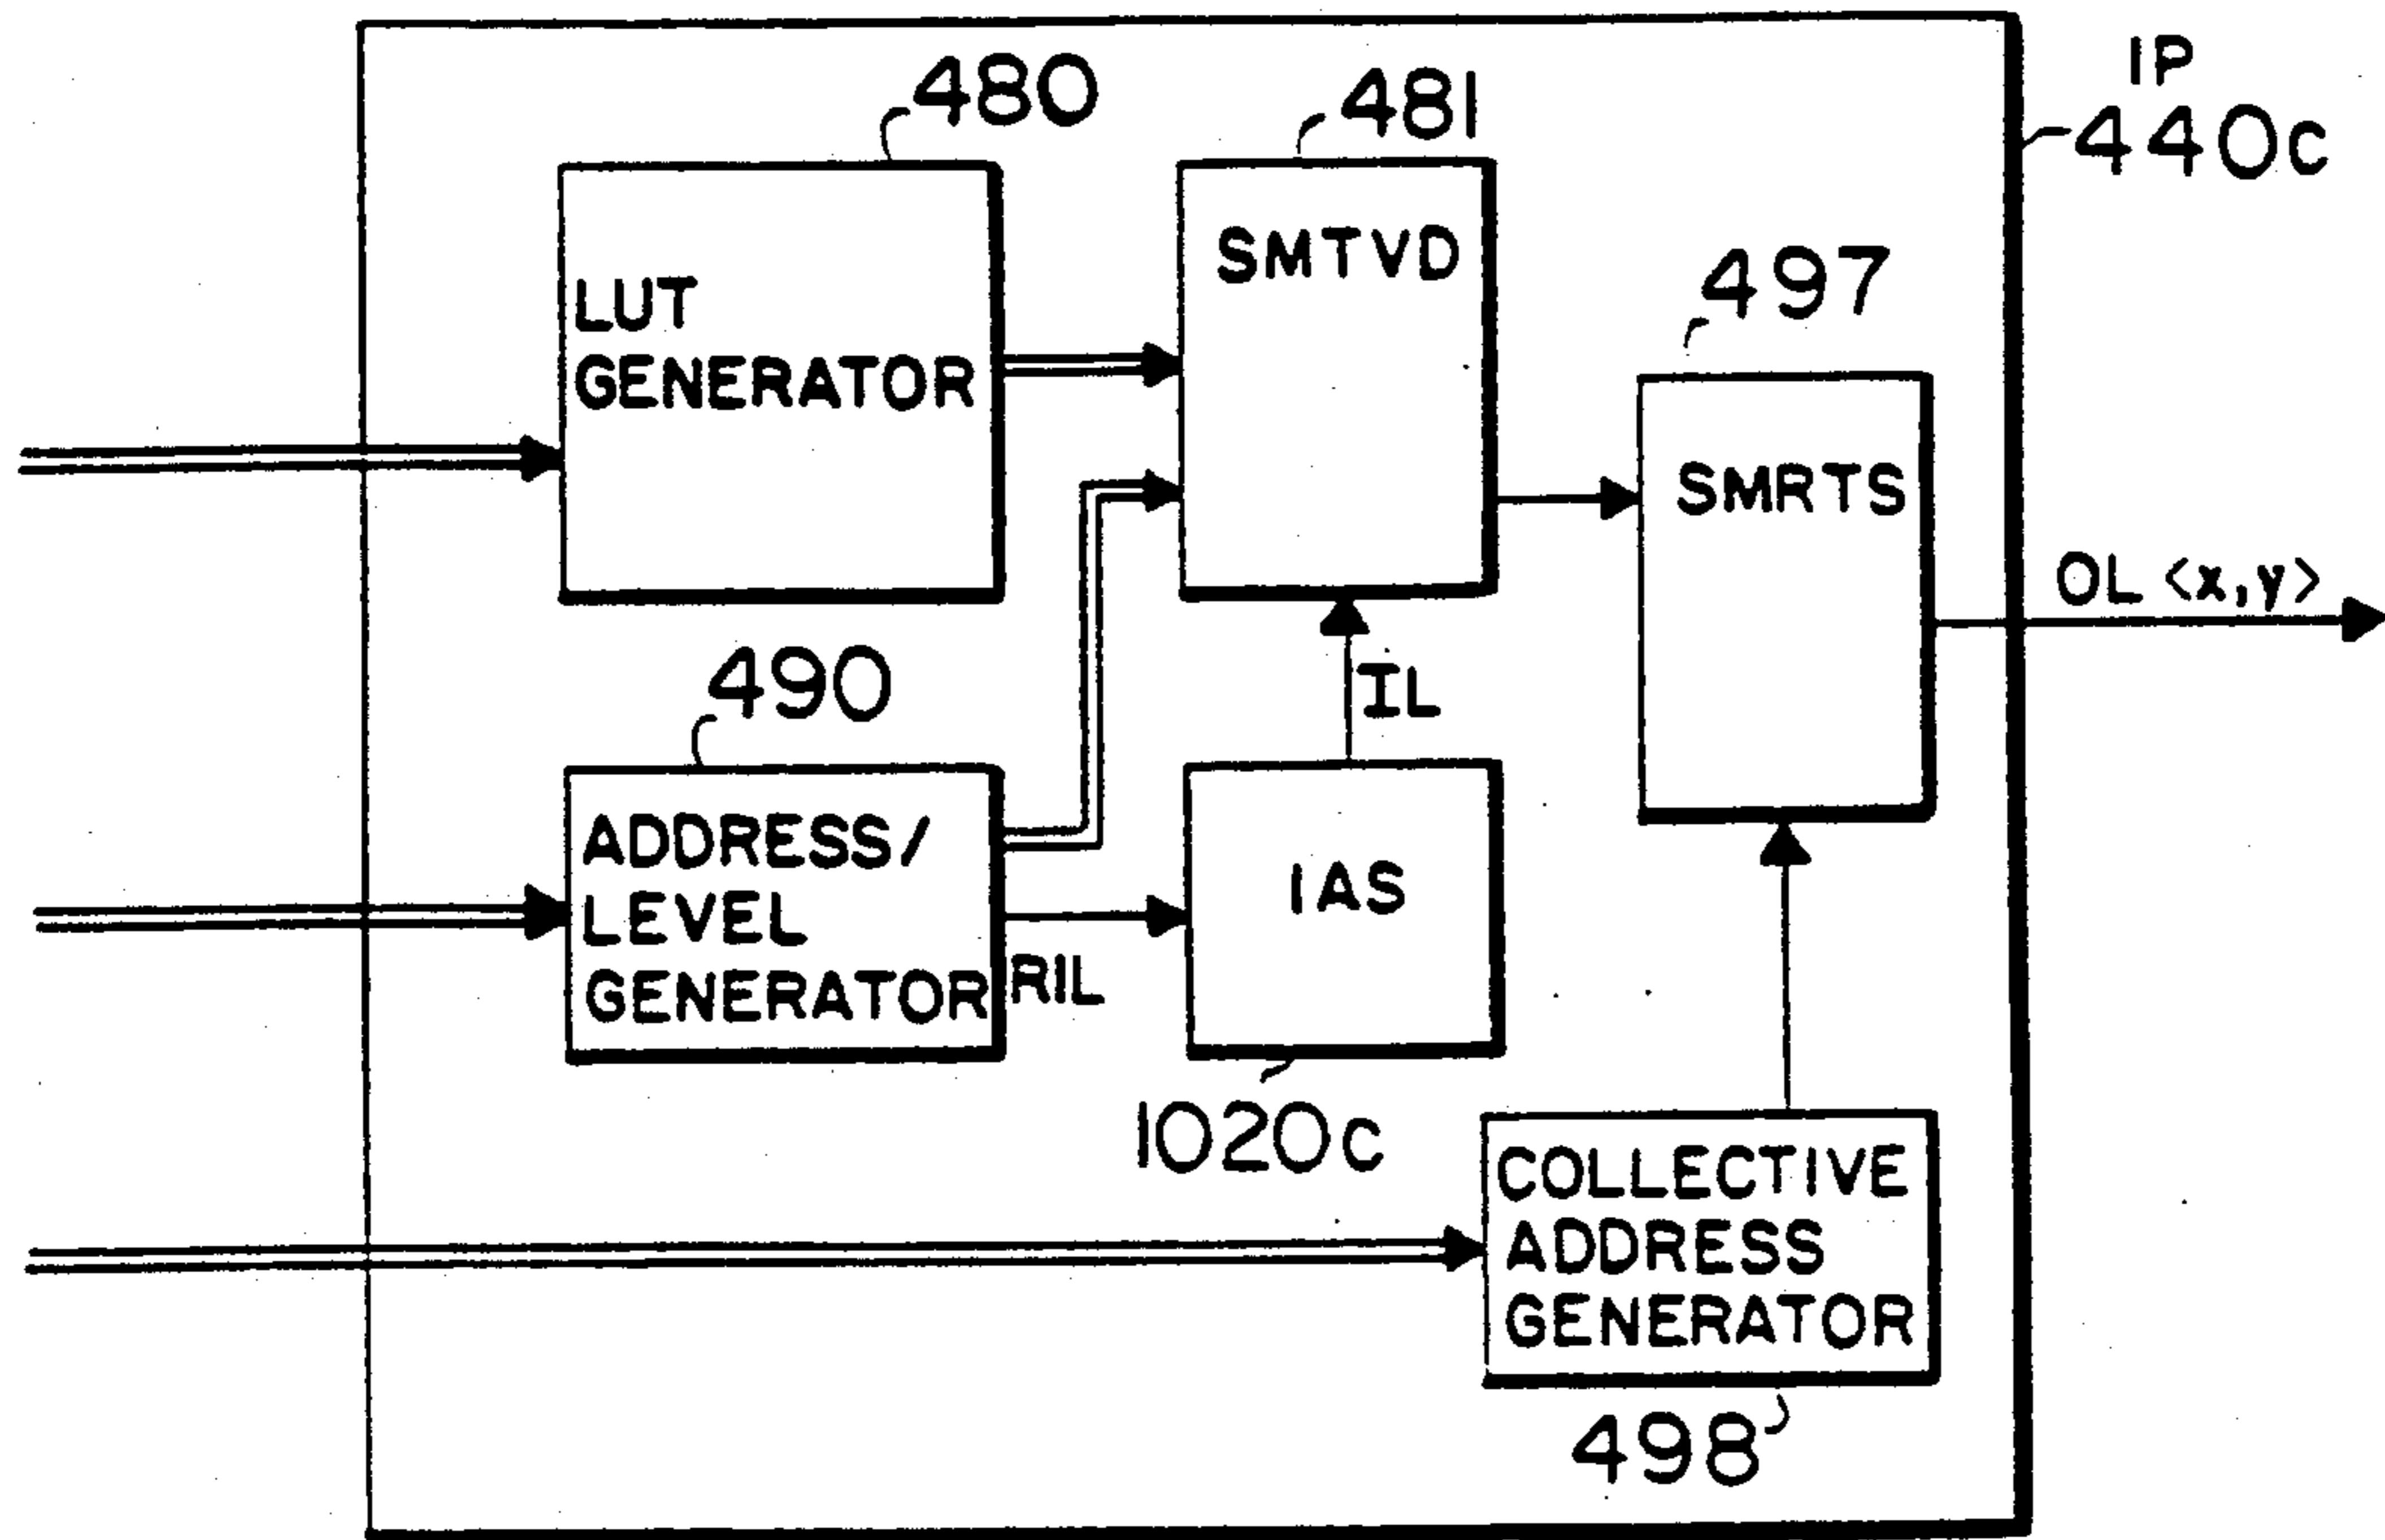 IP
440c
480
481
SMTVD
497
LUT
GENERATOR
SMRTS
OL <x,y>
490
IL
ADDRESS/
LEVEL
GENERATOR
RIL
IAS
1020c
COLLECTIVE
ADDRESS
GENERATOR
498